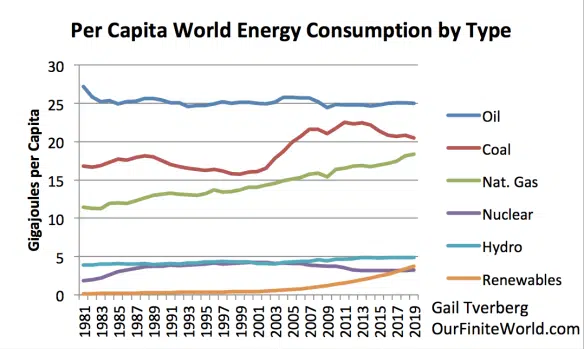 Per Capita World Energy Consumption by Type
Gigajoules per Capita
30
25
20
15
10
5
0
1981
1983
1985
1987
1989
1991
1993
1995
1997
1999
2001
2003
2005
2007
2009
2011
2013
2015
2017
2019
Oil
Coal
Nat. Gas
Nuclear
Hydro
Renewables
Gail Tverberg
OurFiniteWorld.com